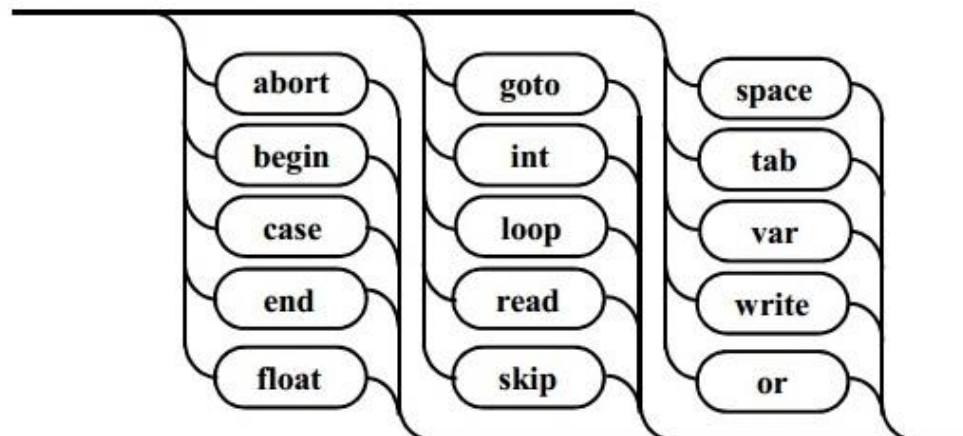 abort
begin
case
end
float
goto
int
loop
read
skip
space
tab
var
write
or